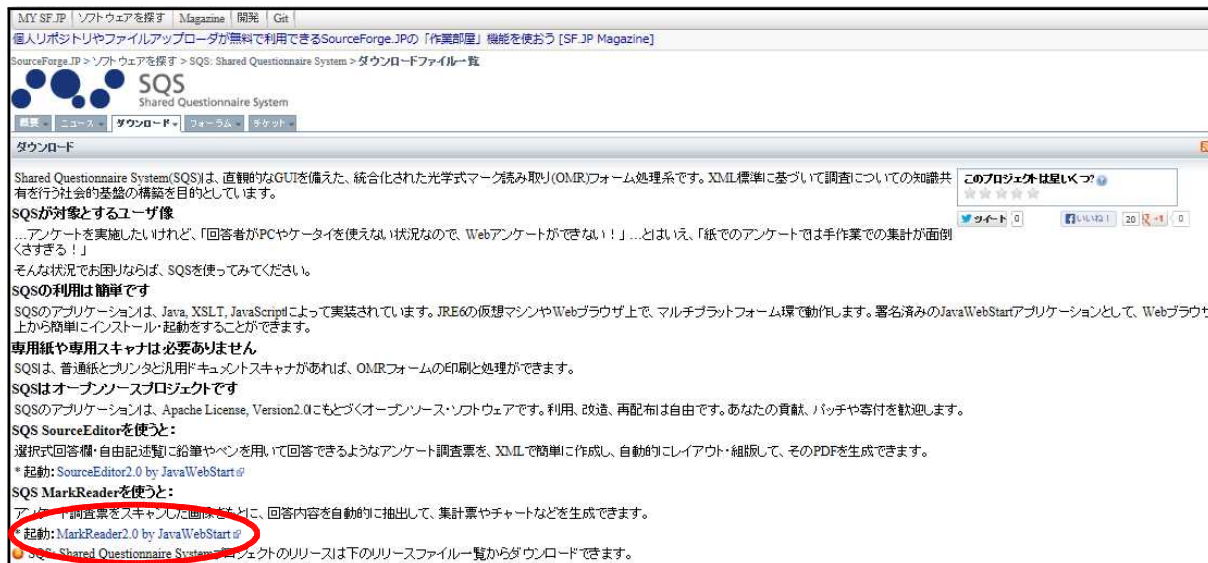 MY SF.JP ソフトウェアを探す Magazine 開発 Git
個人リポジトリやファイルアップローダが無料で利用できるSourceForge.JPの「作業部屋」機能を使おう [SF.JP Magazine]
SourceForge.JP > ソフトウェアを探す > SQS: Shared Questionnaire System > ダウンロードファイル一覧
SQS
Shared Questionnaire System
概要 ニュース ダウンロード フォーラム チケット
ダウンロード
Shared Questionnaire System(SQS)は、直観的なGUIを備えた、統合化された光学式マーク読み取り(OMR)フォーム処理系です。XML標準に基づいて調査についての知識共
有を行う社会的基盤の構築を目的としています。
このプロジェクトは星いくつ?
ツイート 0 いいね! 20 +1 0
SQSが対象とするユーザ像
...アンケートを実施したいけれど、「回答者がPCやケータイを使えない状況なので、Webアンケートができない!」...とはいえ、「紙でのアンケートでは手作業での集計が面倒
くさすぎる!」
そんな状況でお困りならば、SQSを使ってみてください。
SQSの利用は簡単です
SQSのアプリケーションは、Java, XSLT, JavaScriptによって実装されています。JRE6の仮想マシンやWebブラウザ上で、マルチプラットフォーム環で動作します。署名済みのJavaWebStartアプリケーションとして、Webブラウザ
上から簡単にインストール・起動をすることができます。
専用紙や専用スキャナは必要ありません
SQSは、普通紙とプリンタと汎用ドキュメントスキャナがあれば、OMRフォームの印刷と処理ができます。
SQSはオープンソースプロジェクトです
SQSのアプリケーションは、Apache License, Version2.0にもとづくオープンソース・ソフトウェアです。利用、改造、再配布は自由です。あなたの貢献、パッチや寄付を歓迎します。
SQS SourceEditorを使うと:
選択式回答欄・自由記述覧に鉛筆やペンを用いて回答できるようなアンケート調査票を、XMLで簡単に作成し、自動的にレイアウト・組版して、そのPDFを生成できます。
* 起動: SourceEditor2.0 by JavaWebStart
SQS MarkReaderを使うと:
アンケート調査票をスキャンした画像をもとに、回答内容を自動的に抽出して、集計票やチャートなどを生成できます。
* 起動: MarkReader2.0 by JavaWebStart
SQS: Shared Questionnaire Systemプロジェクトのリリースは下のリリースファイル一覧からダウンロードできます。